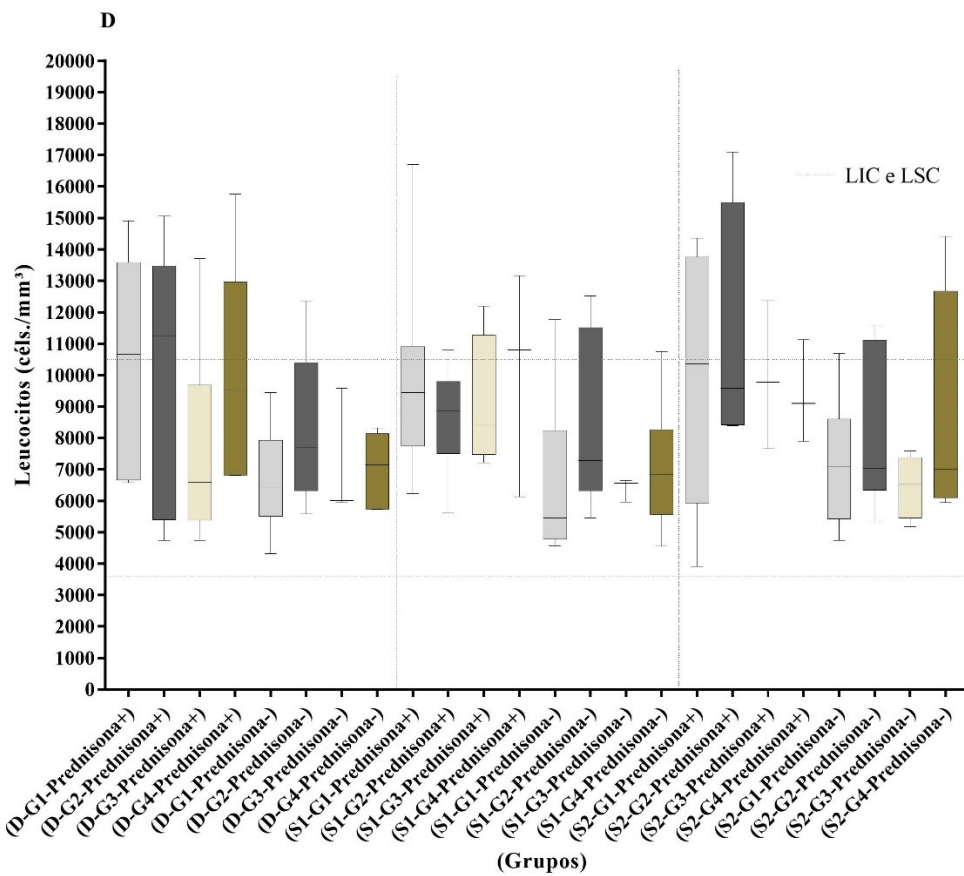 D
20000
19000
18000
17000
16000
15000
14000
13000
12000
11000
10000
9000
8000
7000
6000
5000
4000
3000
2000
1000
0
Leucocitos (céls./mm³)
LIC e LSC
(D-G1-Prednisona+)
(D-G2-Prednisona+)
(D-G3-Prednisona+)
(D-G4-Prednisona+)
(D-G1-Prednisona-)
(D-G2-Prednisona-)
(D-G3-Prednisona-)
(D-G4-Prednisona-)
(S1-G1-Prednisona+)
(S1-G2-Prednisona+)
(S1-G3-Prednisona+)
(S1-G4-Prednisona+)
(S1-G1-Prednisona-)
(S1-G2-Prednisona-)
(S1-G3-Prednisona-)
(S1-G4-Prednisona-)
(S2-G1-Prednisona+)
(S2-G2-Prednisona+)
(S2-G3-Prednisona+)
(S2-G4-Prednisona+)
(S2-G1-Prednisona-)
(S2-G2-Prednisona-)
(S2-G3-Prednisona-)
(S2-G4-Prednisona-)
(Grupos)